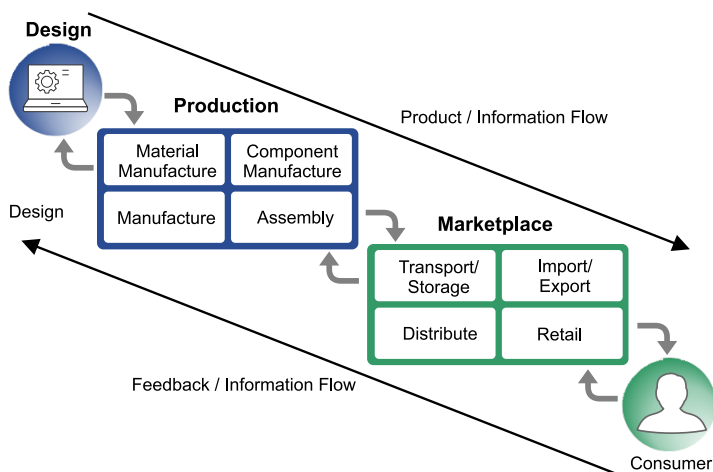 Design
Production
Product / Information Flow
Material
Manufacture
Component
Manufacture
Design
Manufacture
Assembly
Marketplace
Transport/
Storage
Import/
Export
Distribute
Retail
Feedback / Information Flow
Consumer